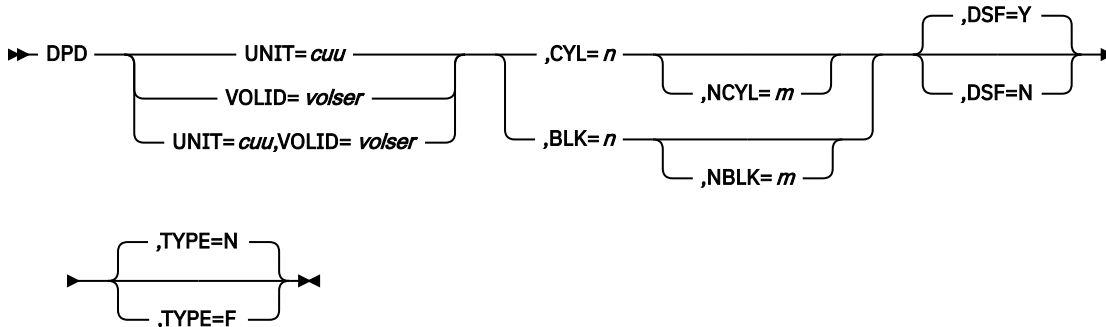 ,DSF=Y
DPD UNIT=cuu ,CYL=n
VOLID=volser ,NCYL=m ,DSF=N
UNIT=cuu,VOLID=volser ,BLK=n
,NBLK=m
,TYPE=N
.TYPE=F